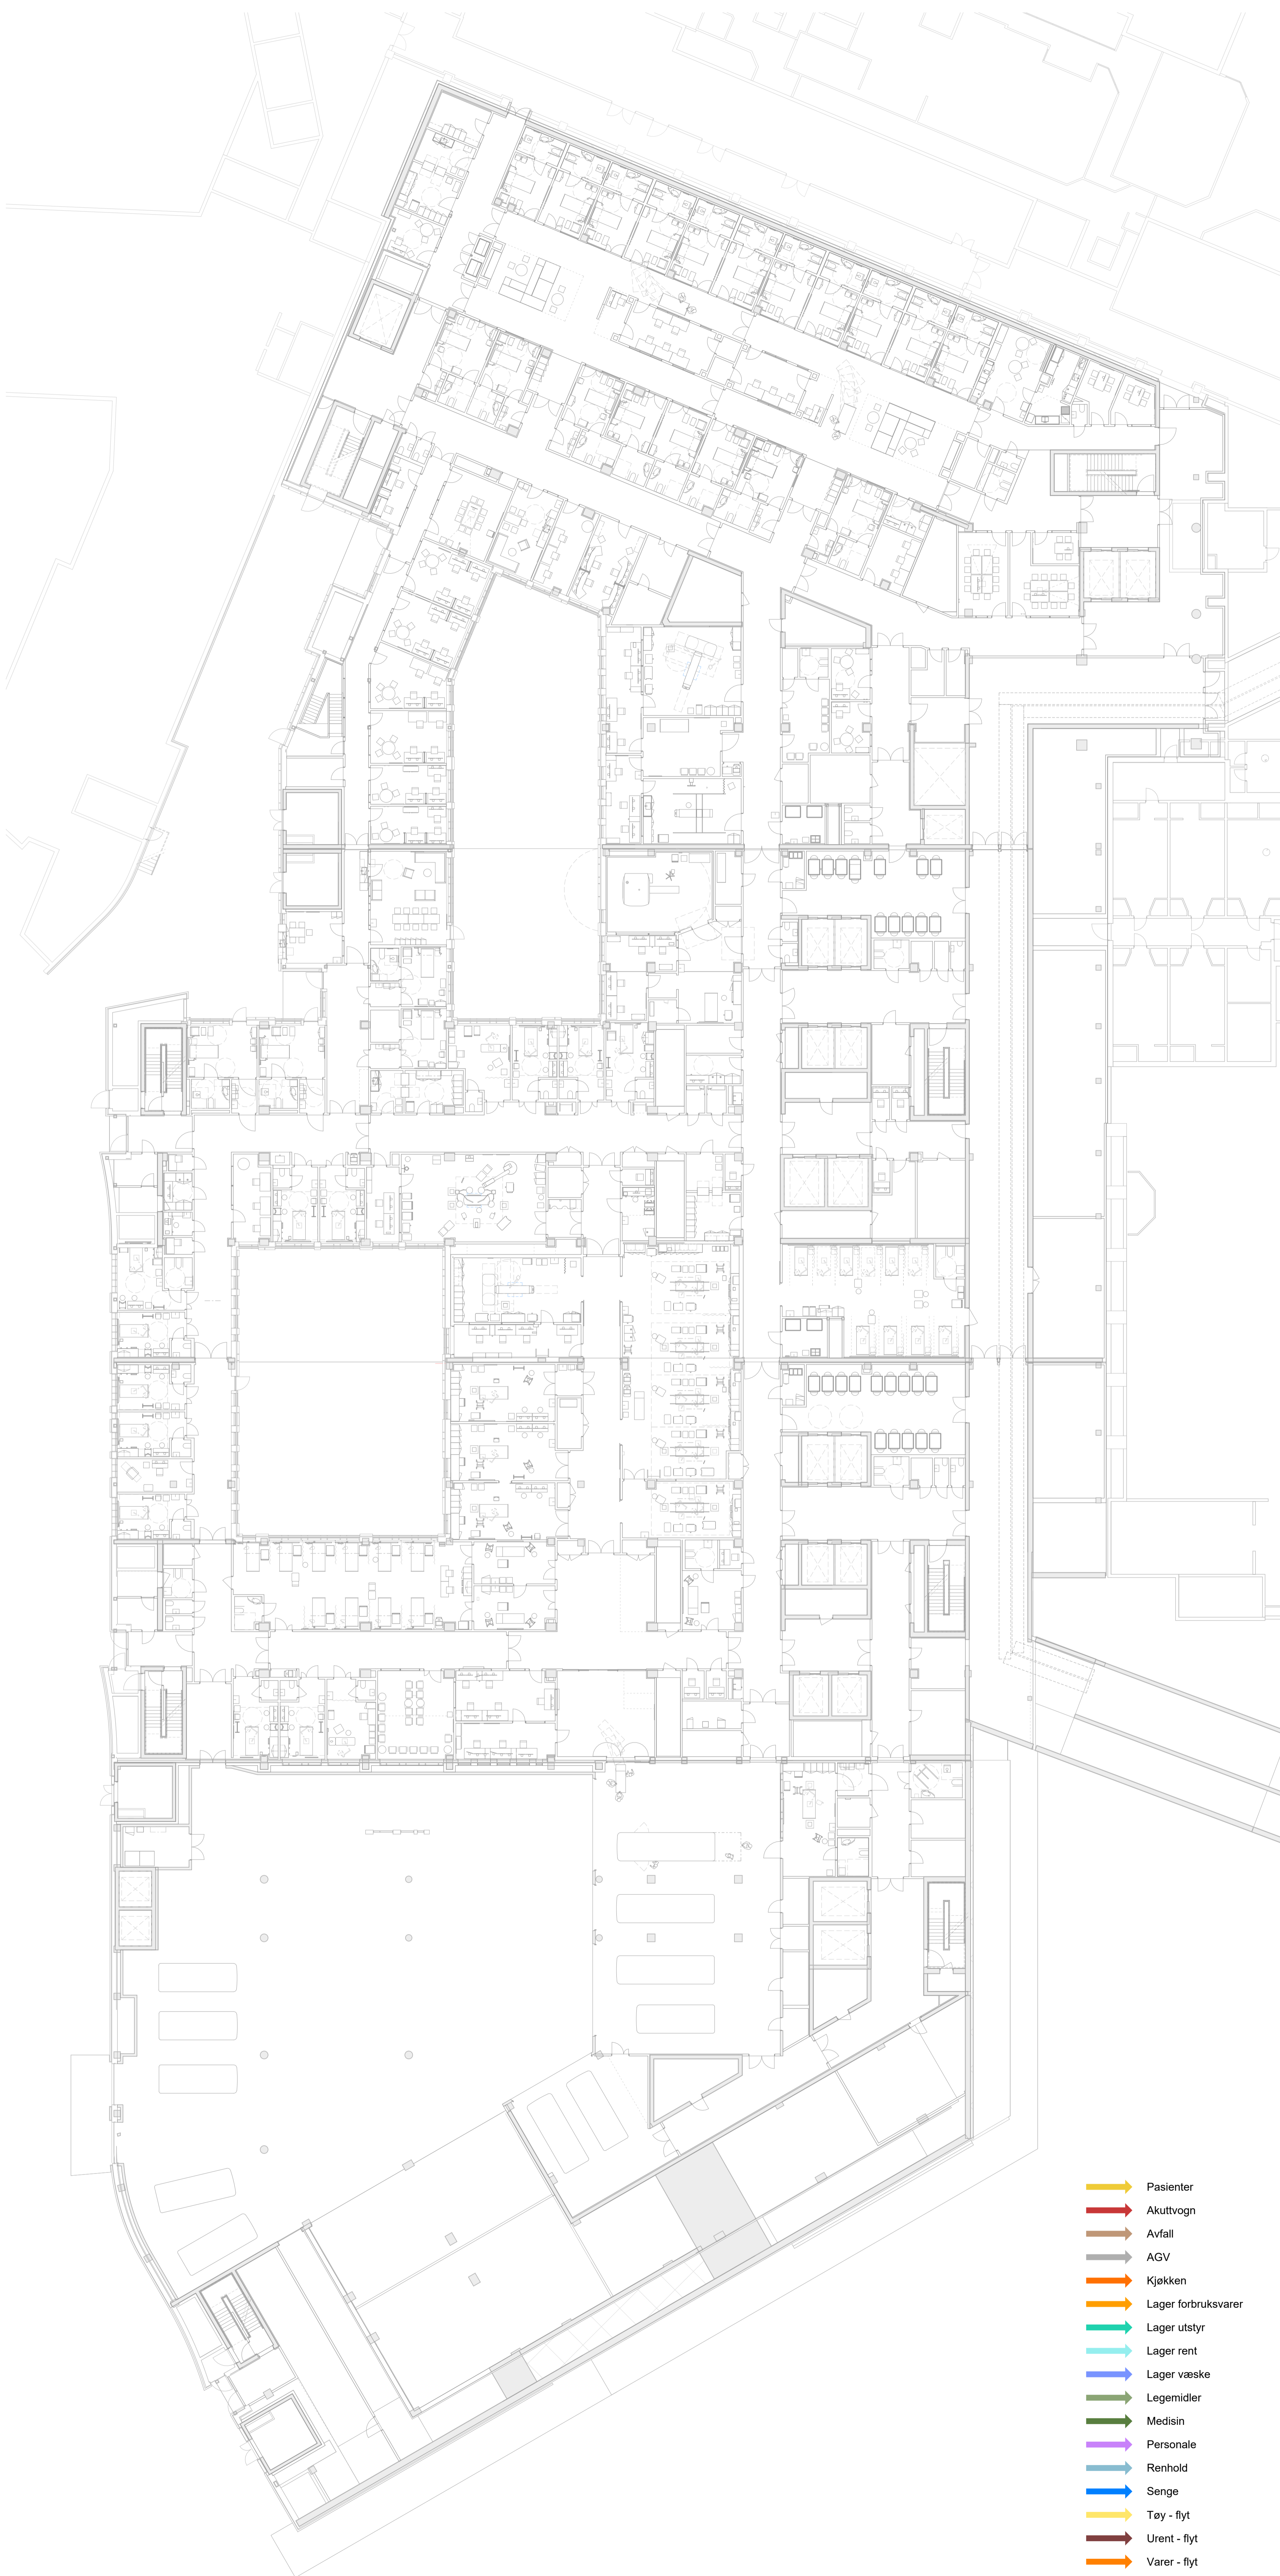 Pasienter
Akuttvogn
Avfall
AGV
Kjøkken
Lager forbruksvarer
Lager utstyr
Lager rent
Lager væske
Legemidler
Medisin
Personale
Renhold
Senge
Tøy - flyt
Urent - flyt
Varer - flyt